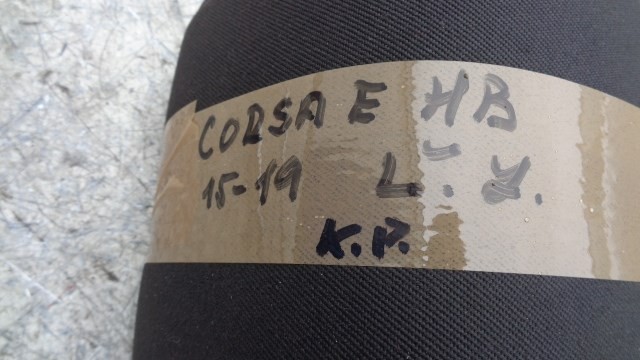 CORSA E HB
15-19 L. Y.
K.P.